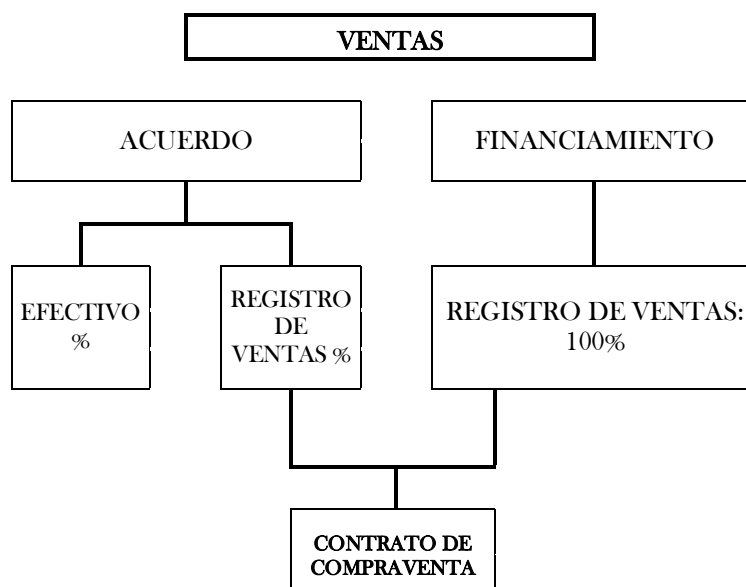 VENTAS
ACUERDO
FINANCIAMIENTO
EFECTIVO
%
REGISTRO
DE
VENTAS %
REGISTRO DE VENTAS:
100%
CONTRATO DE
COMPRAVENTA